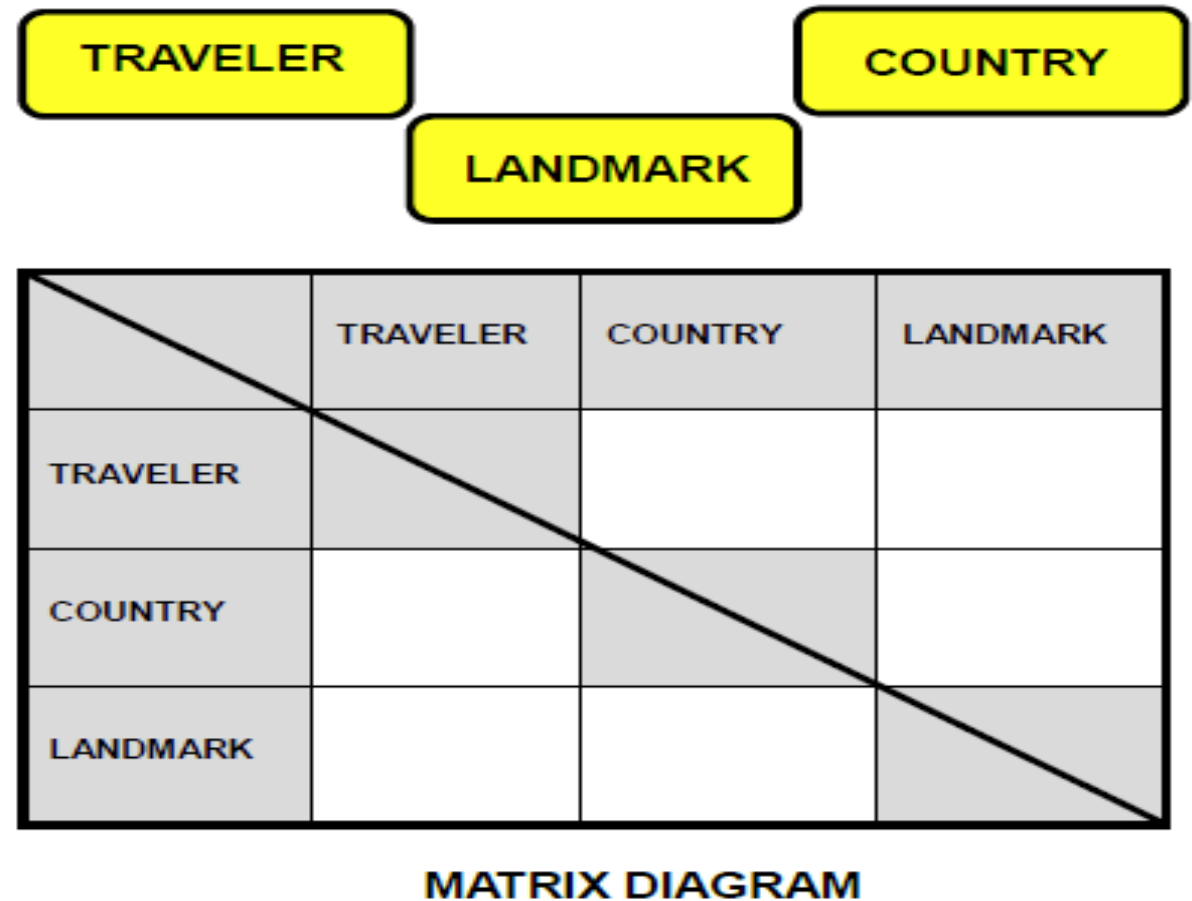 TRAVELER
COUNTRY
LANDMARK
TRAVELER COUNTRY LANDMARK
TRAVELER
COUNTRY
LANDMARK
MATRIX DIAGRAM